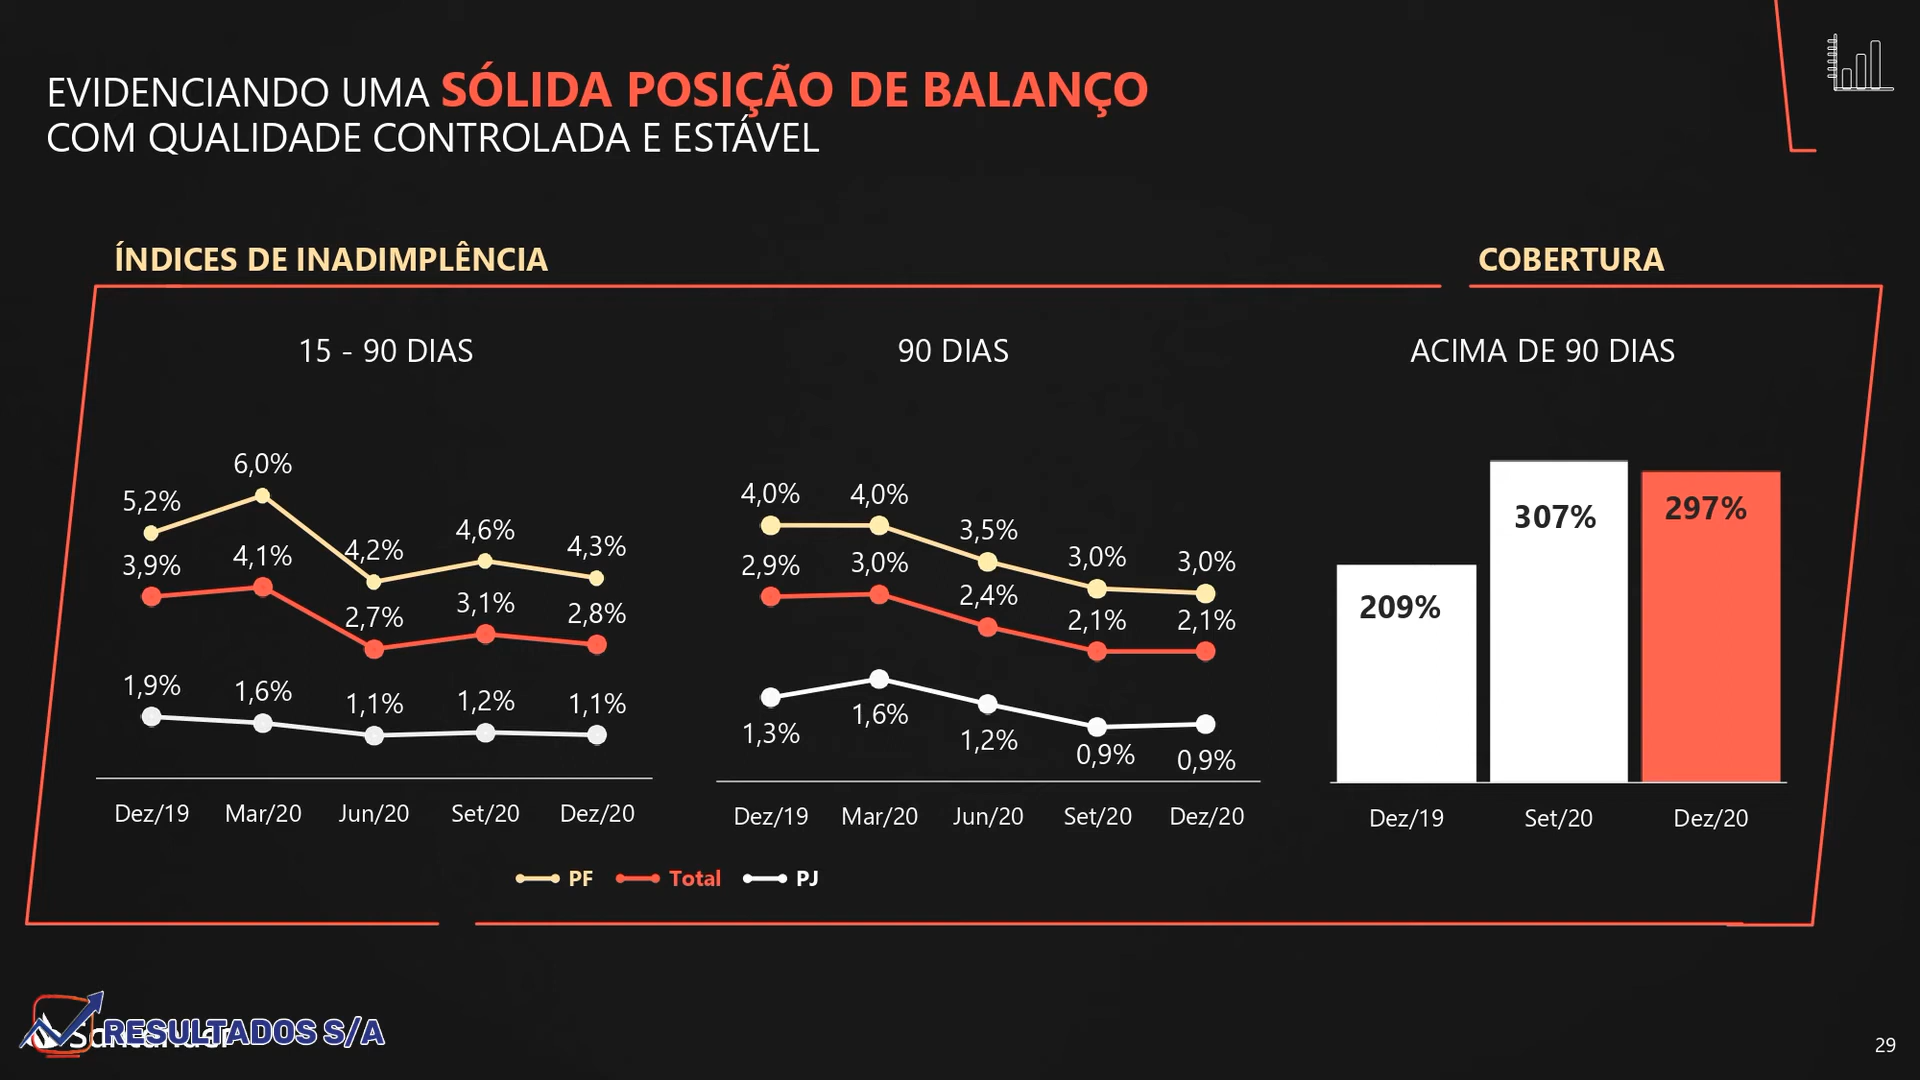 EVIDENCIANDO UMA SÓLIDA POSIÇÃO DE BALANÇO
COM QUALIDADE CONTROLADA E ESTÁVEL
ÍNDICES DE INADIMPLÊNCIA
15 - 90 DIAS
5,2% 6,0% 4,2% 4,6% 4,3%
3,9% 4,1% 2,7% 3,1% 2,8%
1,9% 1,6% 1,1% 1,2% 1,1%
Dez/19 Mar/20 Jun/20 Set/20 Dez/20
90 DIAS
4,0% 4,0% 3,5% 3,0% 3,0%
2,9% 3,0% 2,4% 2,1% 2,1%
1,3% 1,6% 1,2% 0,9% 0,9%
Dez/19 Mar/20 Jun/20 Set/20 Dez/20
PF Total PJ
COBERTURA
ACIMA DE 90 DIAS
209% 307% 297%
Dez/19 Set/20 Dez/20
Santander
RESULTADOS S/A
29